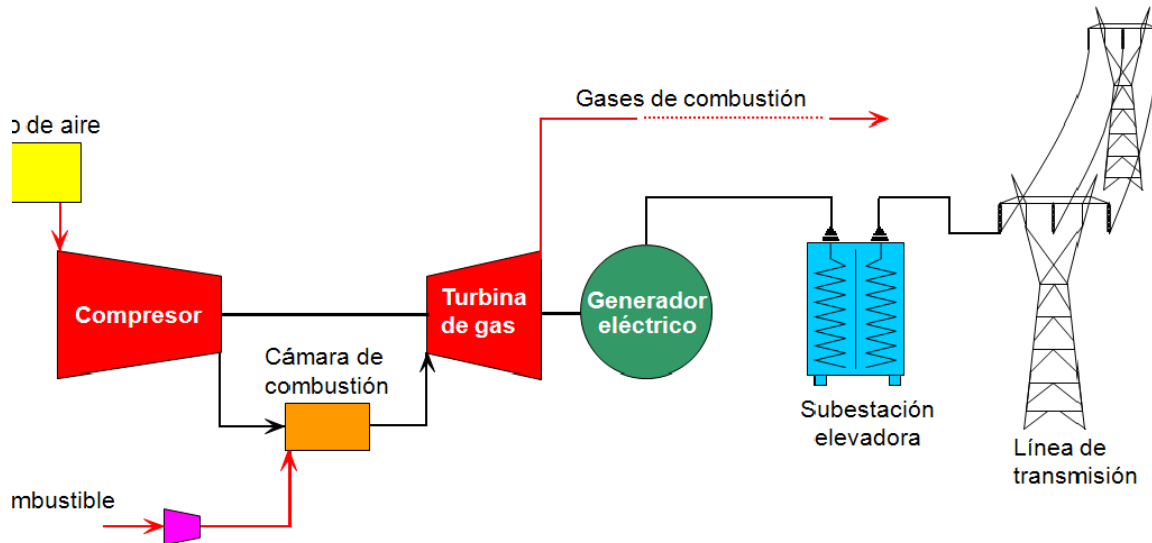 Gases de combustión
o de aire
Compresor
Turbina
de gas
Generador
eléctrico
Cámara de
combustión
Subestación
elevadora
Línea de
transmisión
mbustible